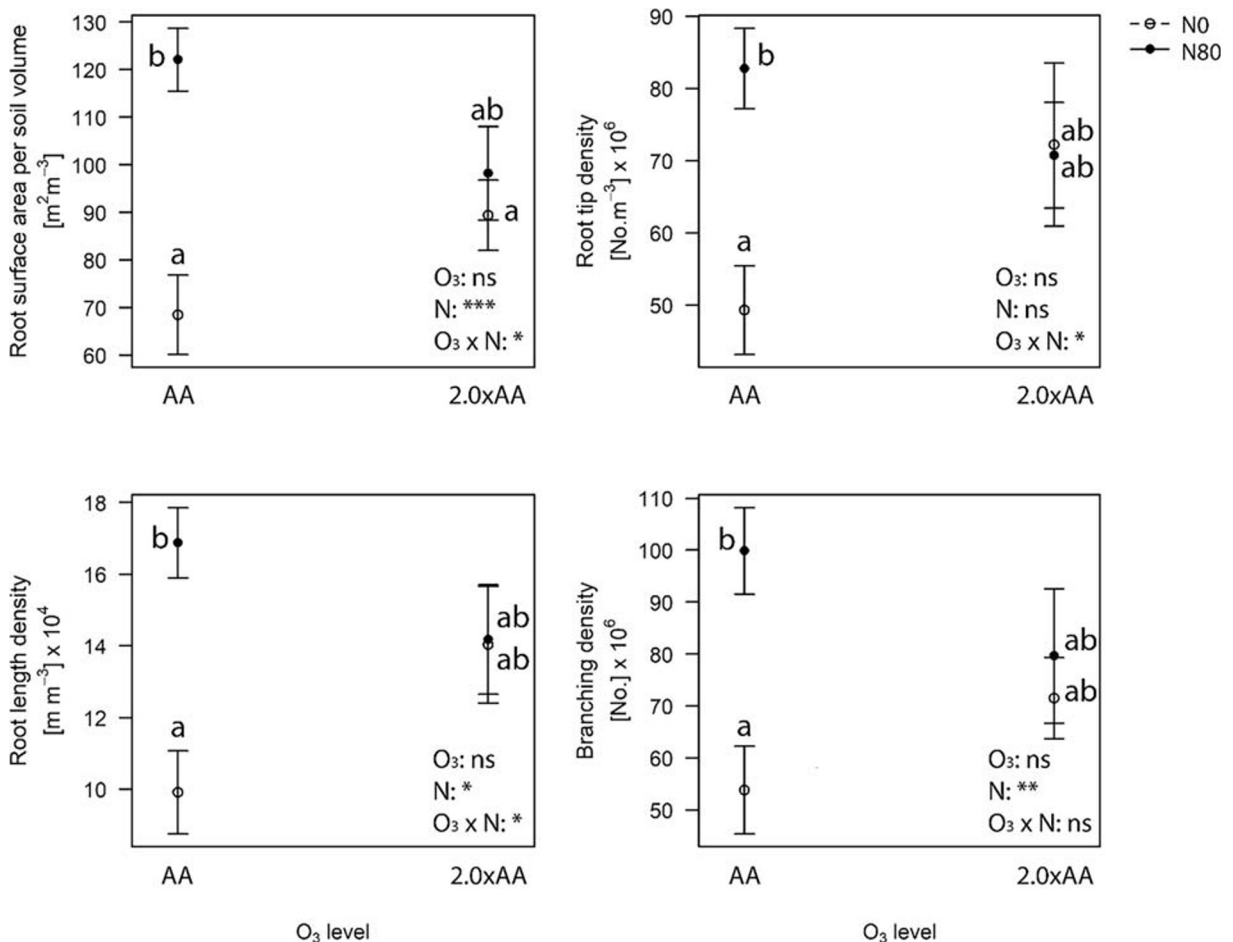 N0
N80
Root surface area per soil volume
[m²m⁻³]
130
120
110
100
90
80
70
60
b
a
ab
a
O₃: ns
N: ***
O₃ x N: *
AA
2.0xAA
Root tip density
[No.m⁻³] x 10⁶
90
80
70
60
50
b
a
ab
ab
O₃: ns
N: ns
O₃ x N: *
AA
2.0xAA
Root length density
[m m⁻³] x 10⁴
18
16
14
12
10
b
a
ab
ab
O₃: ns
N: *
O₃ x N: *
AA
2.0xAA
O₃ level
Branching density
[No.] x 10⁶
110
100
90
80
70
60
50
b
a
ab
ab
O₃: ns
N: **
O₃ x N: ns
AA
2.0xAA
O₃ level